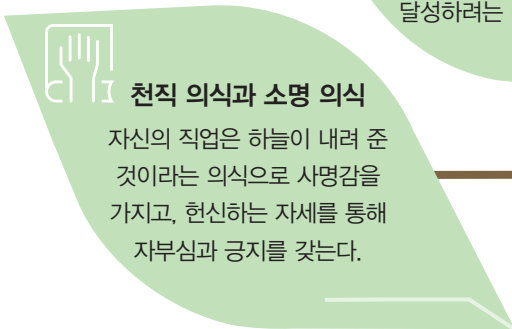 달성하려는
천직 의식과 소명 의식
자신의 직업은 하늘이 내려 준
것이라는 의식으로 사명감을
가지고, 헌신하는 자세를 통해
자부심과 긍지를 갖는다.